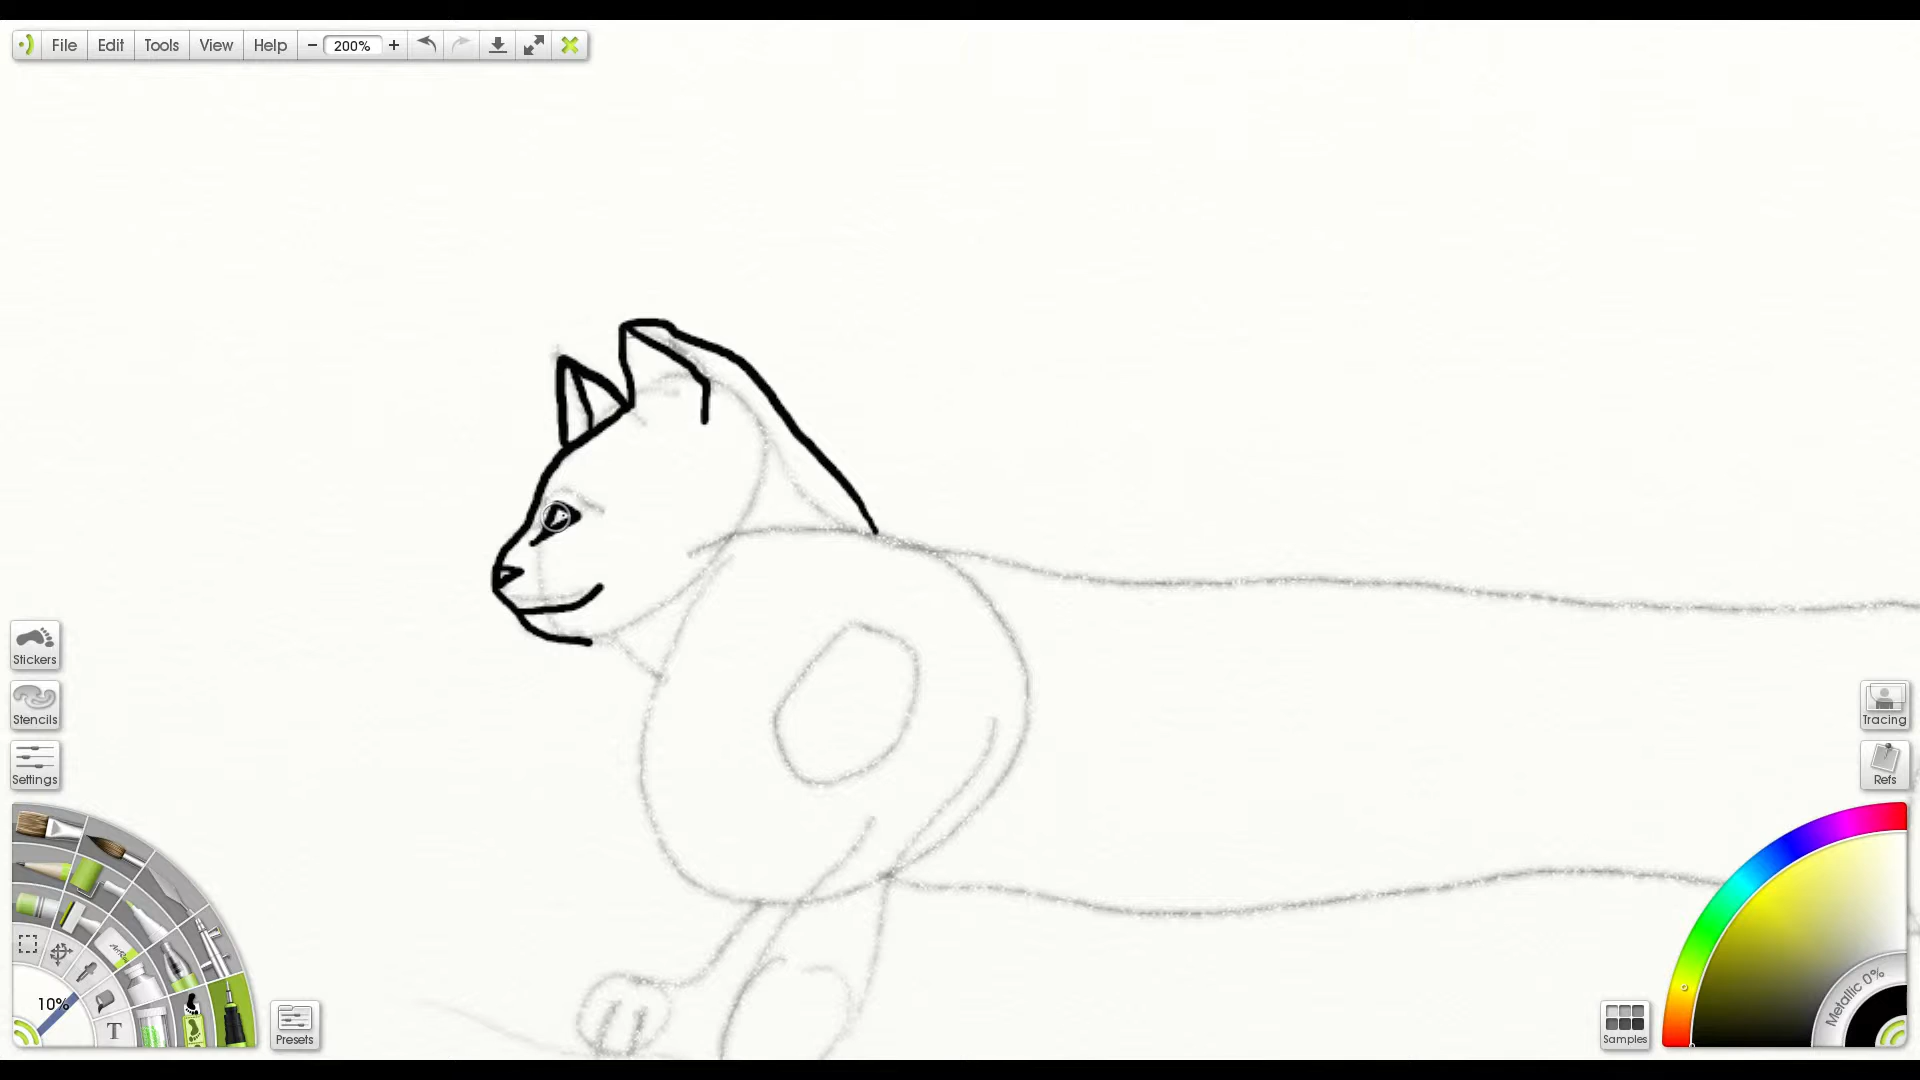 File Edit Tools View Help − 200% +
Stickers
Stencils
Settings
10%
T
Presets
Tracing
Refs
Metallic 0%
Samples